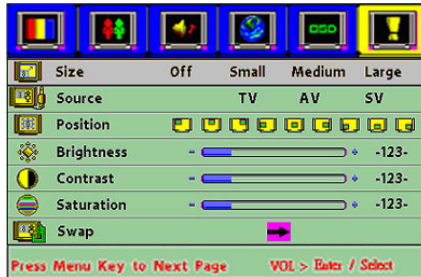 OSD
Size Off Small Medium Large
Source TV AV SV
Position
Brightness - + -123-
Contrast - + -123-
Saturation - + -123-
Swap
Press Menu Key to Next Page VOL > Enter / Select